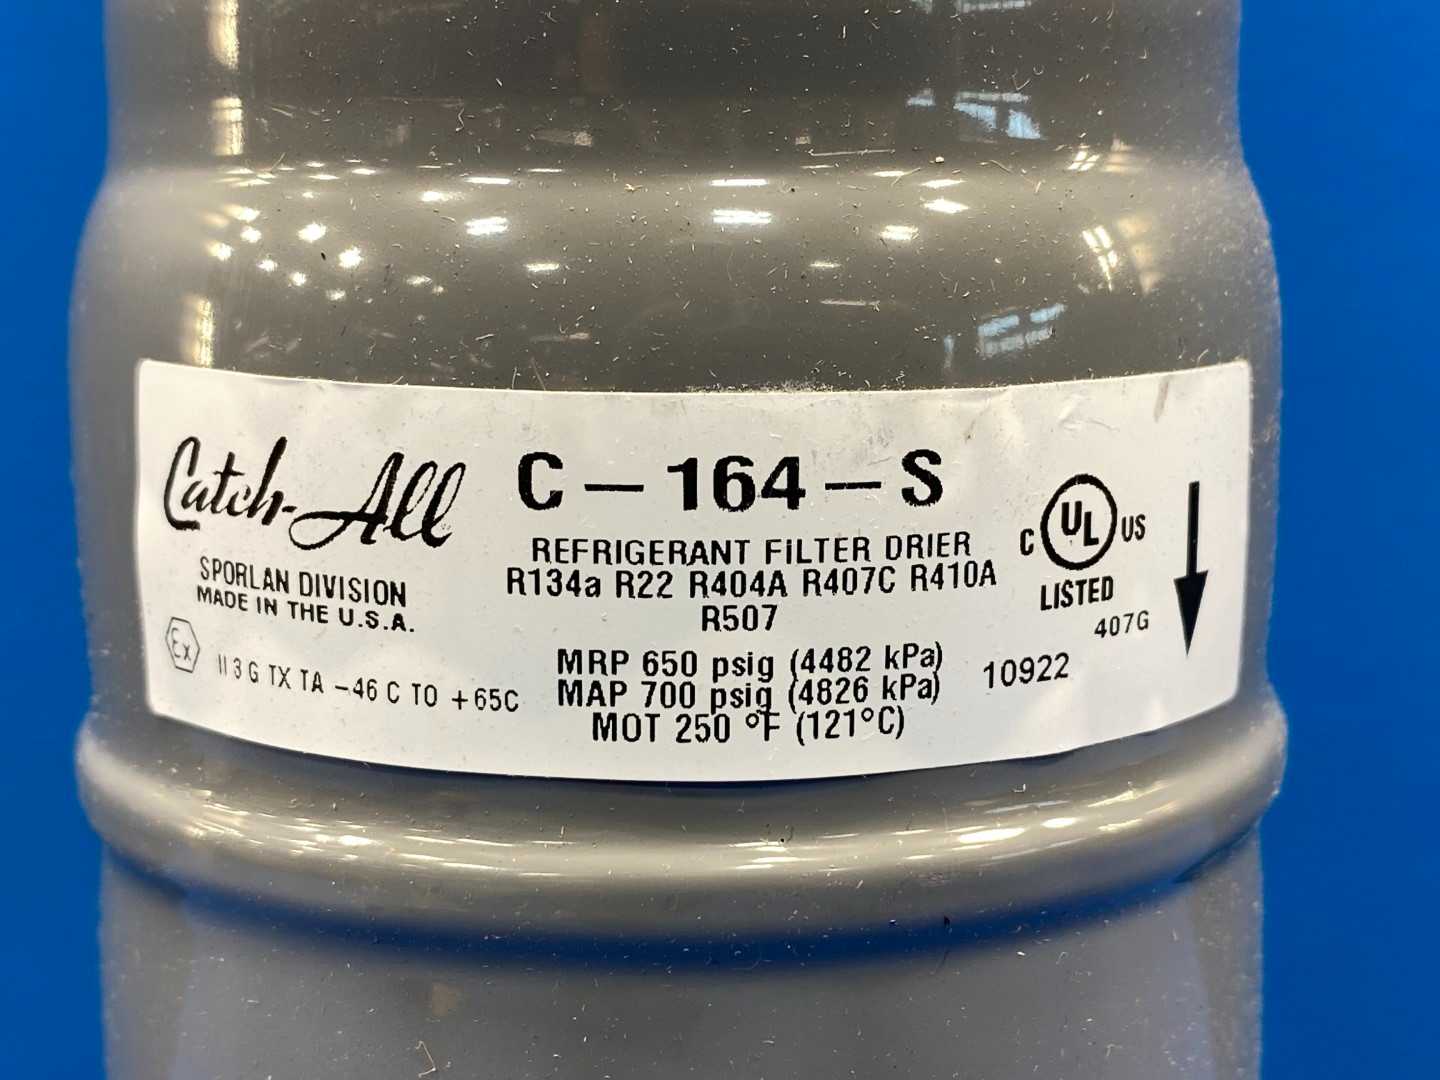 Catch-All
SPORLAN DIVISION
MADE IN THE U.S.A.
Ex II 3 G TX TA -46 C TO +65C
C-164-S
REFRIGERANT FILTER DRIER
R134a R22 R404A R407C R410A
R507
MRP 650 psig (4482 kPa)
MAP 700 psig (4826 kPa)
MOT 250 °F (121°C)
C UL US
LISTED
407G
10922